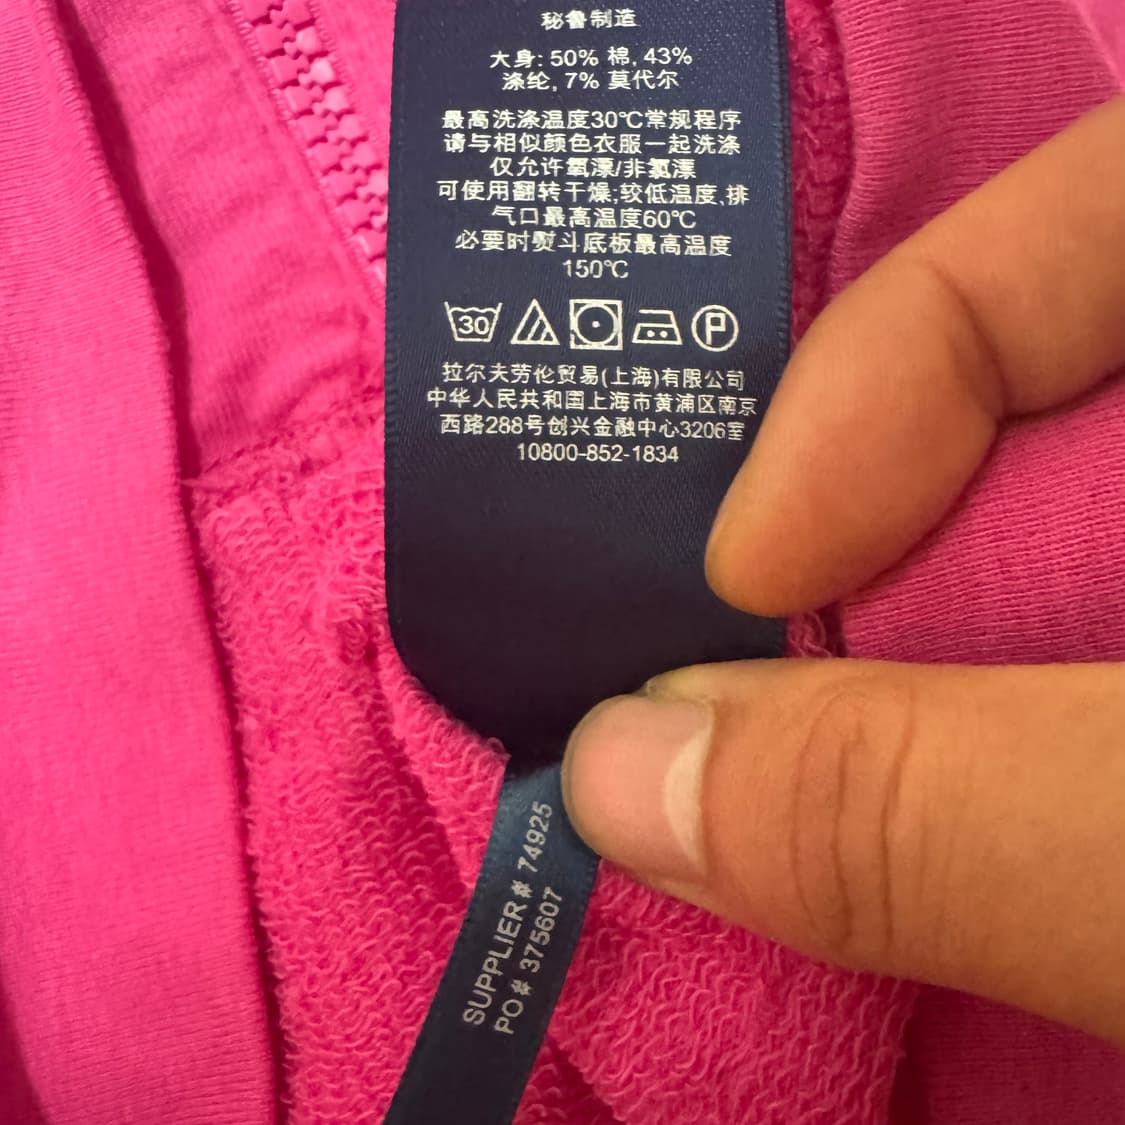 秘鲁制造
大身: 50% 棉, 43%
涤纶, 7% 莫代尔
最高洗涤温度30℃常规程序
请与相似颜色衣服一起洗涤
仅允许氧漂/非氯漂
可使用翻转干燥;较低温度,排
气口最高温度60℃
必要时熨斗底板最高温度
150℃
30 P
拉尔夫劳伦贸易(上海)有限公司
中华人民共和国上海市黄浦区南京
西路288号创兴金融中心3206室
10800-852-1834
SUPPLIER# 74925
PO# 375607